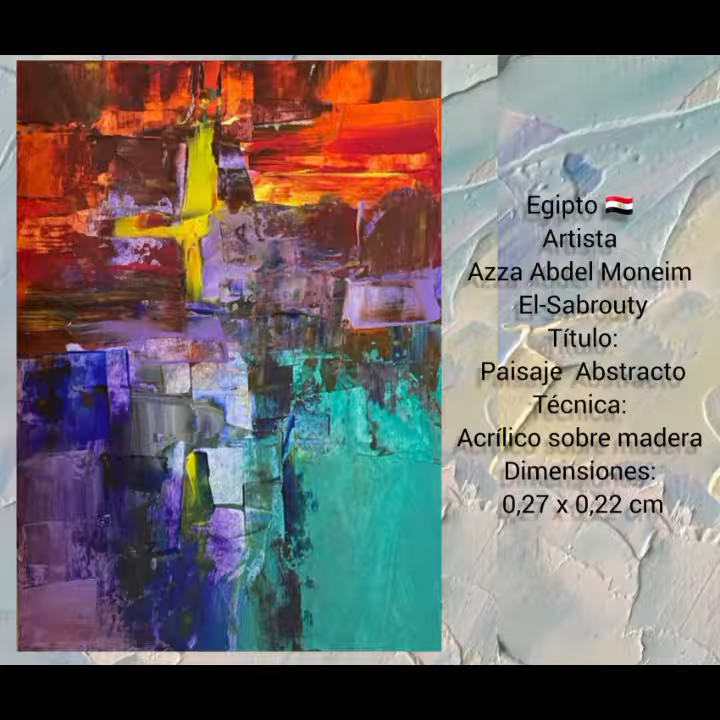 Egipto 🇪🇬
Artista
Azza Abdel Moneim
El-Sabrouty
Título:
Paisaje Abstracto
Técnica:
Acrílico sobre madera
Dimensiones:
0,27 x 0,22 cm